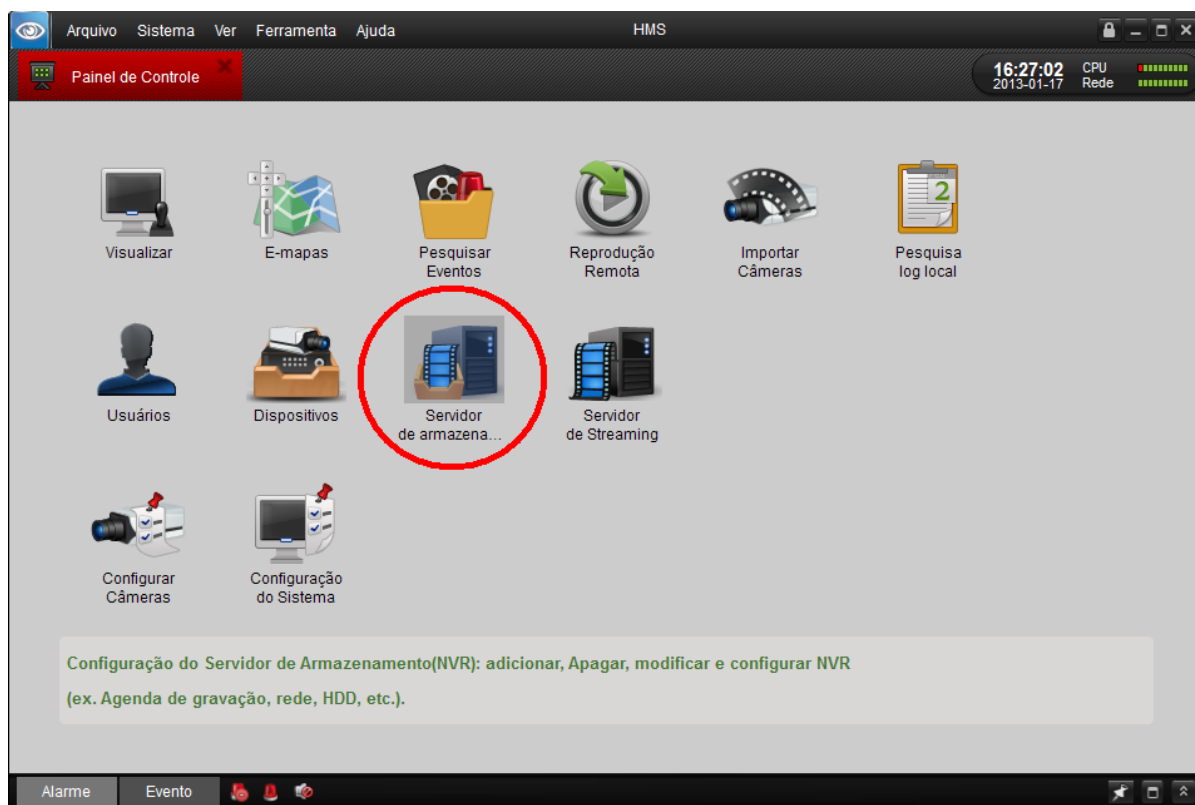 Arquivo Sistema Ver Ferramenta Ajuda HMS
Painel de Controle
16:27:02 CPU
2013-01-17 Rede
Visualizar E-mapas Pesquisar Eventos Reprodução Remota Importar Câmeras 2 Pesquisa log local
Usuários Dispositivos Servidor de armazena... Servidor de Streaming
Configurar Câmeras Configuração do Sistema
Configuração do Servidor de Armazenamento(NVR): adicionar, Apagar, modificar e configurar NVR
(ex. Agenda de gravação, rede, HDD, etc.).
Alarme Evento